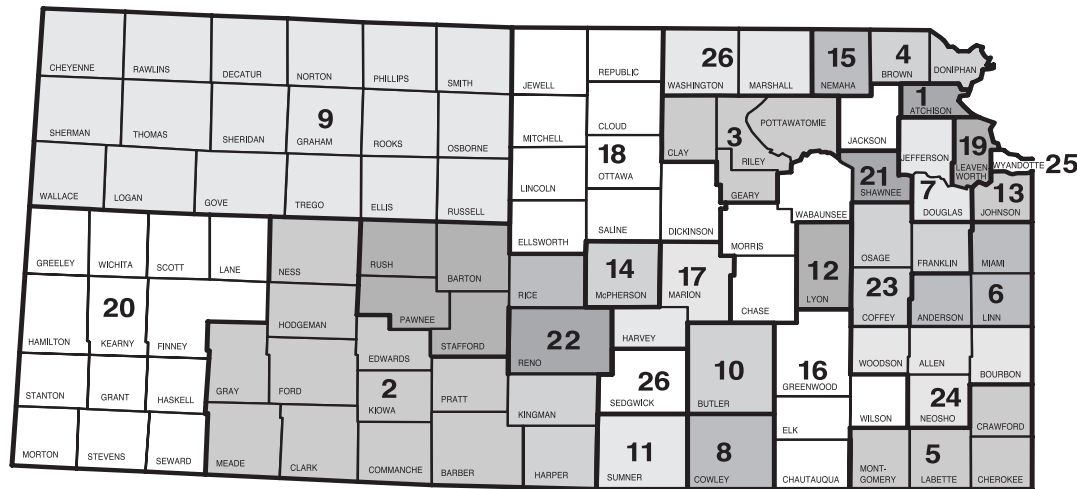 CHEYENNE
RAWLINS
DECATUR
NORTON
PHILLIPS
SMITH
JEWELL
REPUBLIC
26
WASHINGTON
MARSHALL
15
NEMAHA
4
BROWN
DONIPHAN
SHERMAN
THOMAS
SHERIDAN
9
GRAHAM
ROOKS
OSBORNE
MITCHELL
CLOUD
CLAY
3
RILEY
POTTAWATOMIE
JACKSON
1
ATCHISON
JEFFERSON
19
LEAVEN-
WORTH
WYANDOTTE
25
WALLACE
LOGAN
GOVE
TREGO
ELLIS
RUSSELL
LINCOLN
18
OTTAWA
GEARY
21
SHAWNEE
7
DOUGLAS
13
JOHNSON
ELLSWORTH
SALINE
DICKINSON
MORRIS
WABAUNSEE
GREELEY
WICHITA
SCOTT
LANE
NESS
RUSH
BARTON
RICE
14
McPHERSON
17
MARION
CHASE
12
LYON
OSAGE
FRANKLIN
MIAMI
20
HAMILTON
KEARNY
FINNEY
HODGEMAN
PAWNEE
STAFFORD
22
RENO
HARVEY
23
COFFEY
ANDERSON
6
LINN
STANTON
GRANT
HASKELL
GRAY
FORD
EDWARDS
2
KIOWA
PRATT
KINGMAN
26
SEDGWICK
10
BUTLER
16
GREENWOOD
WOODSON
ALLEN
BOURBON
MORTON
STEVENS
SEWARD
MEADE
CLARK
COMMANCHE
BARBER
HARPER
11
SUMNER
8
COWLEY
ELK
CHAUTAUQUA
WILSON
24
NEOSHO
CRAWFORD
MONT-
GOMERY
5
LABETTE
CHEROKEE